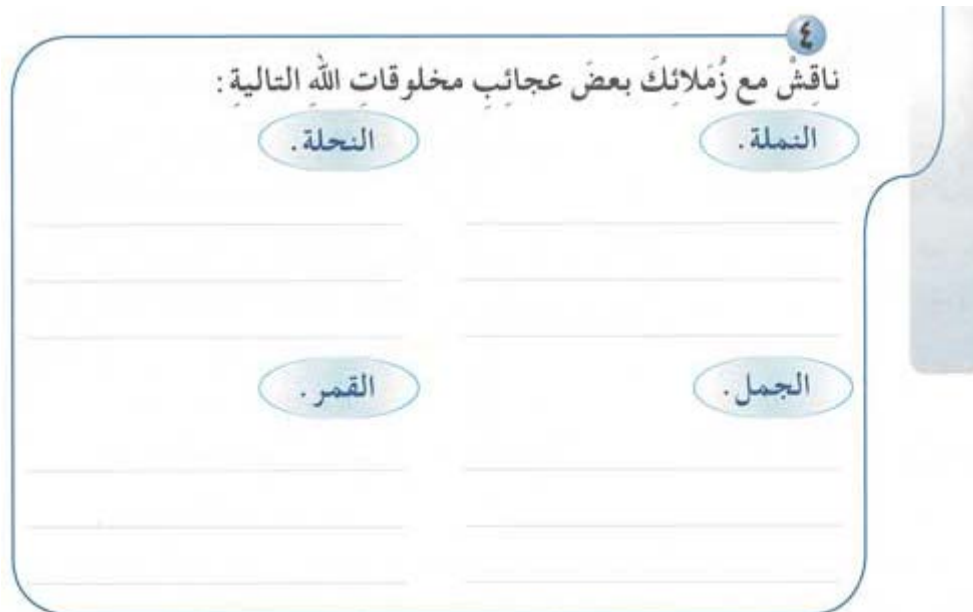 ٤
ناقِشْ مع زُمَلائِكَ بعضَ عجائِبِ مخلوقاتِ اللهِ التاليةِ:
النملة.
النحلة.
الجمل.
القمر.